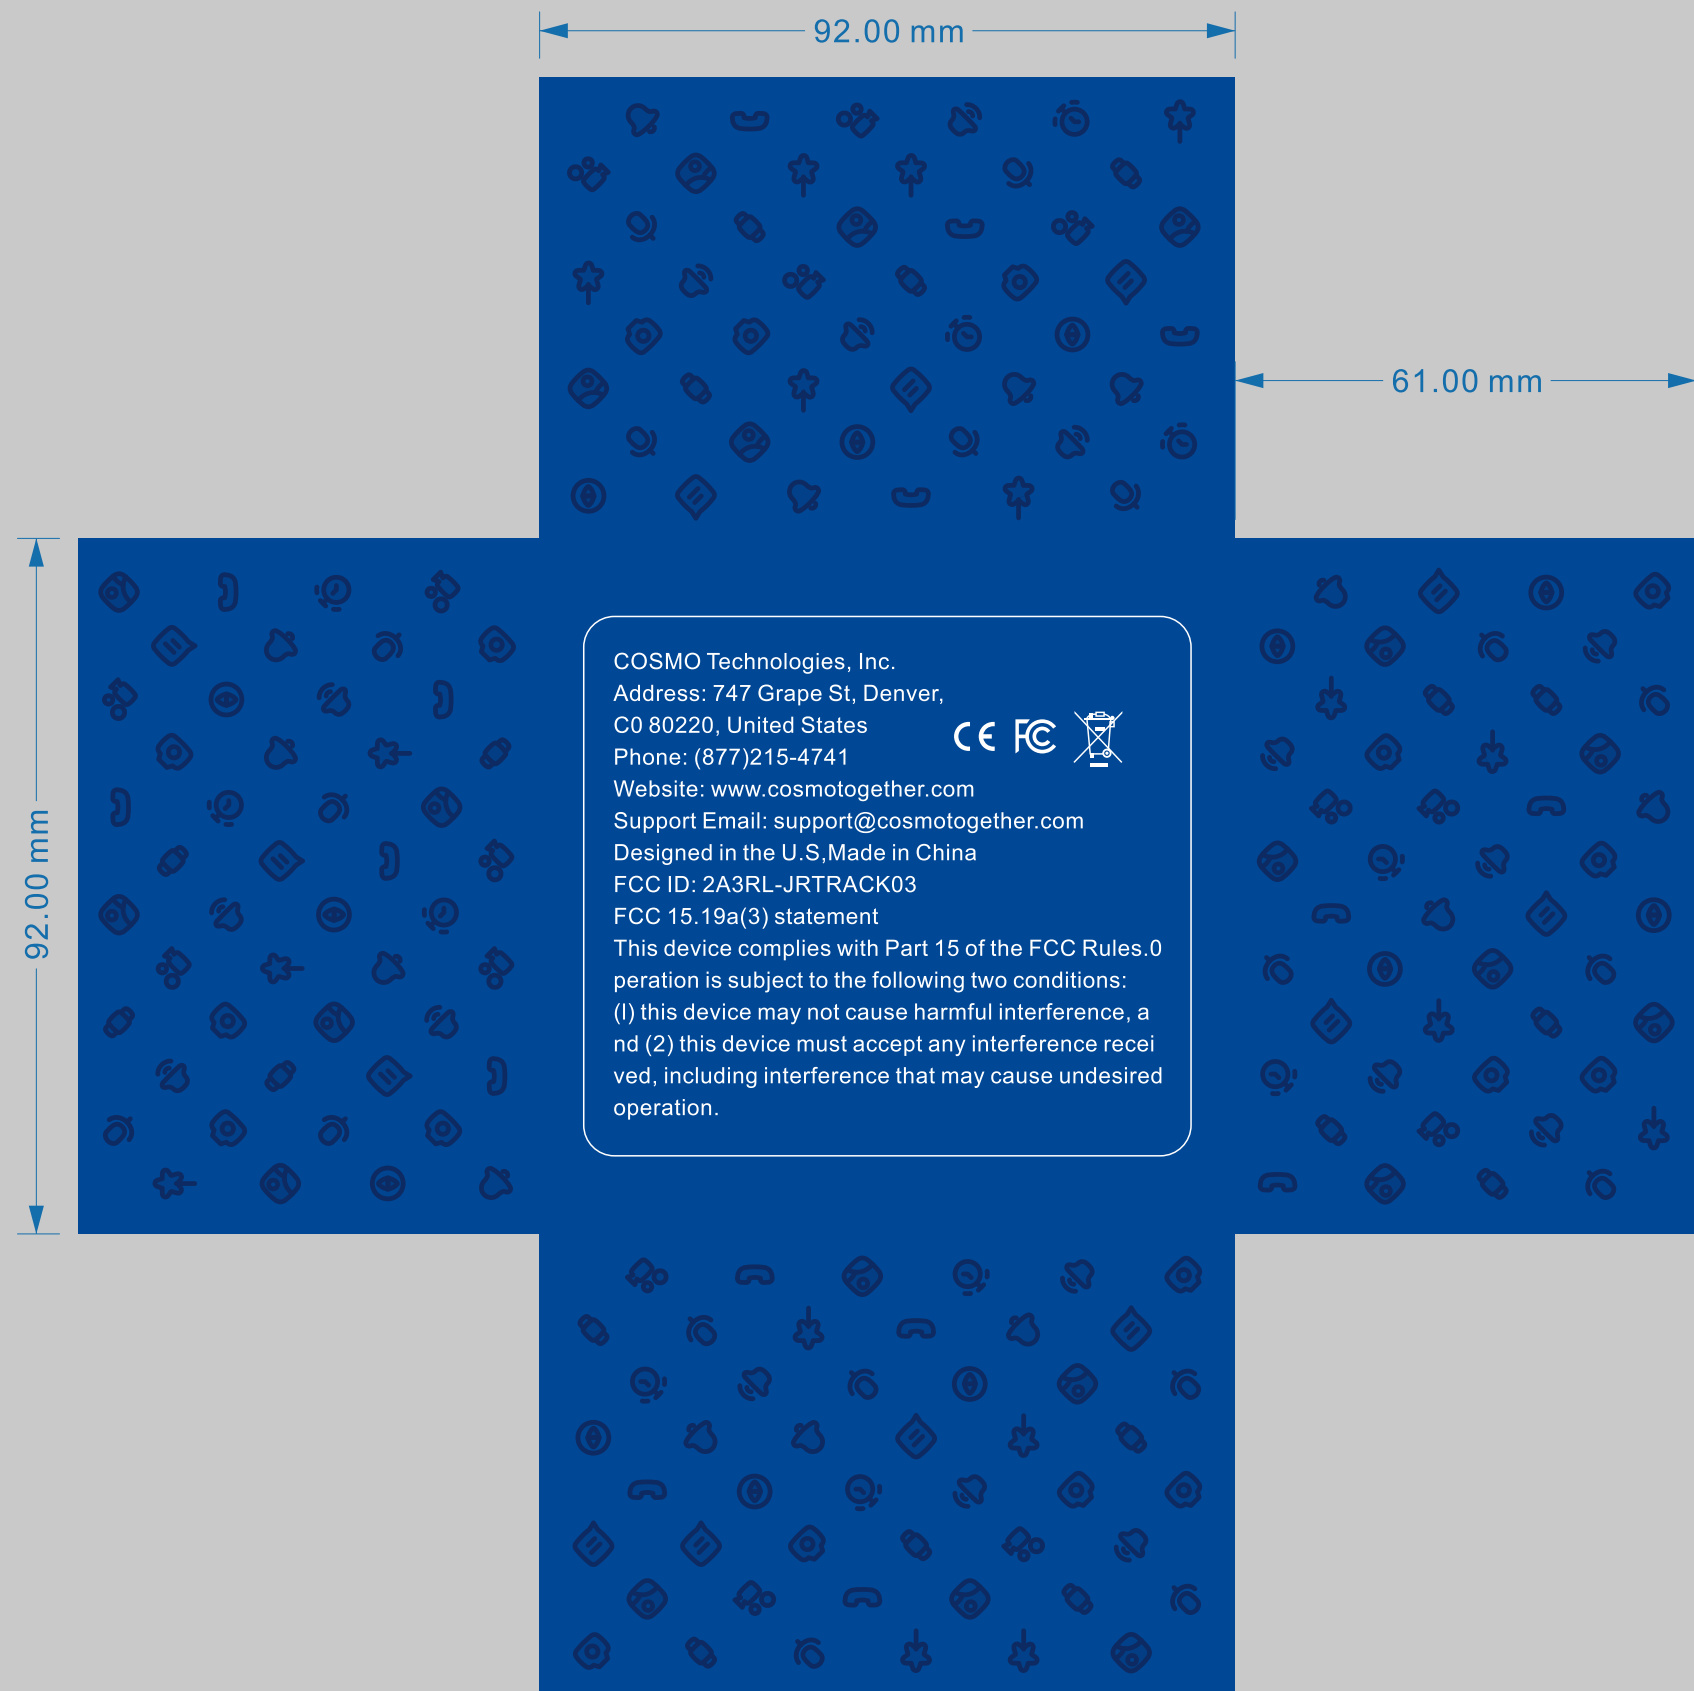 92.00 mm
61.00 mm
92.00 mm
COSMO Technologies, Inc.
Address: 747 Grape St, Denver,
C0 80220, United States
Phone: (877)215-4741
CE FC
Website: www.cosmotogether.com
Support Email: support@cosmotogether.com
Designed in the U.S,Made in China
FCC ID: 2A3RL-JRTRACK03
FCC 15.19a(3) statement
This device complies with Part 15 of the FCC Rules.0
peration is subject to the following two conditions:
(I) this device may not cause harmful interference, a
nd (2) this device must accept any interference recei
ved, including interference that may cause undesired
operation.